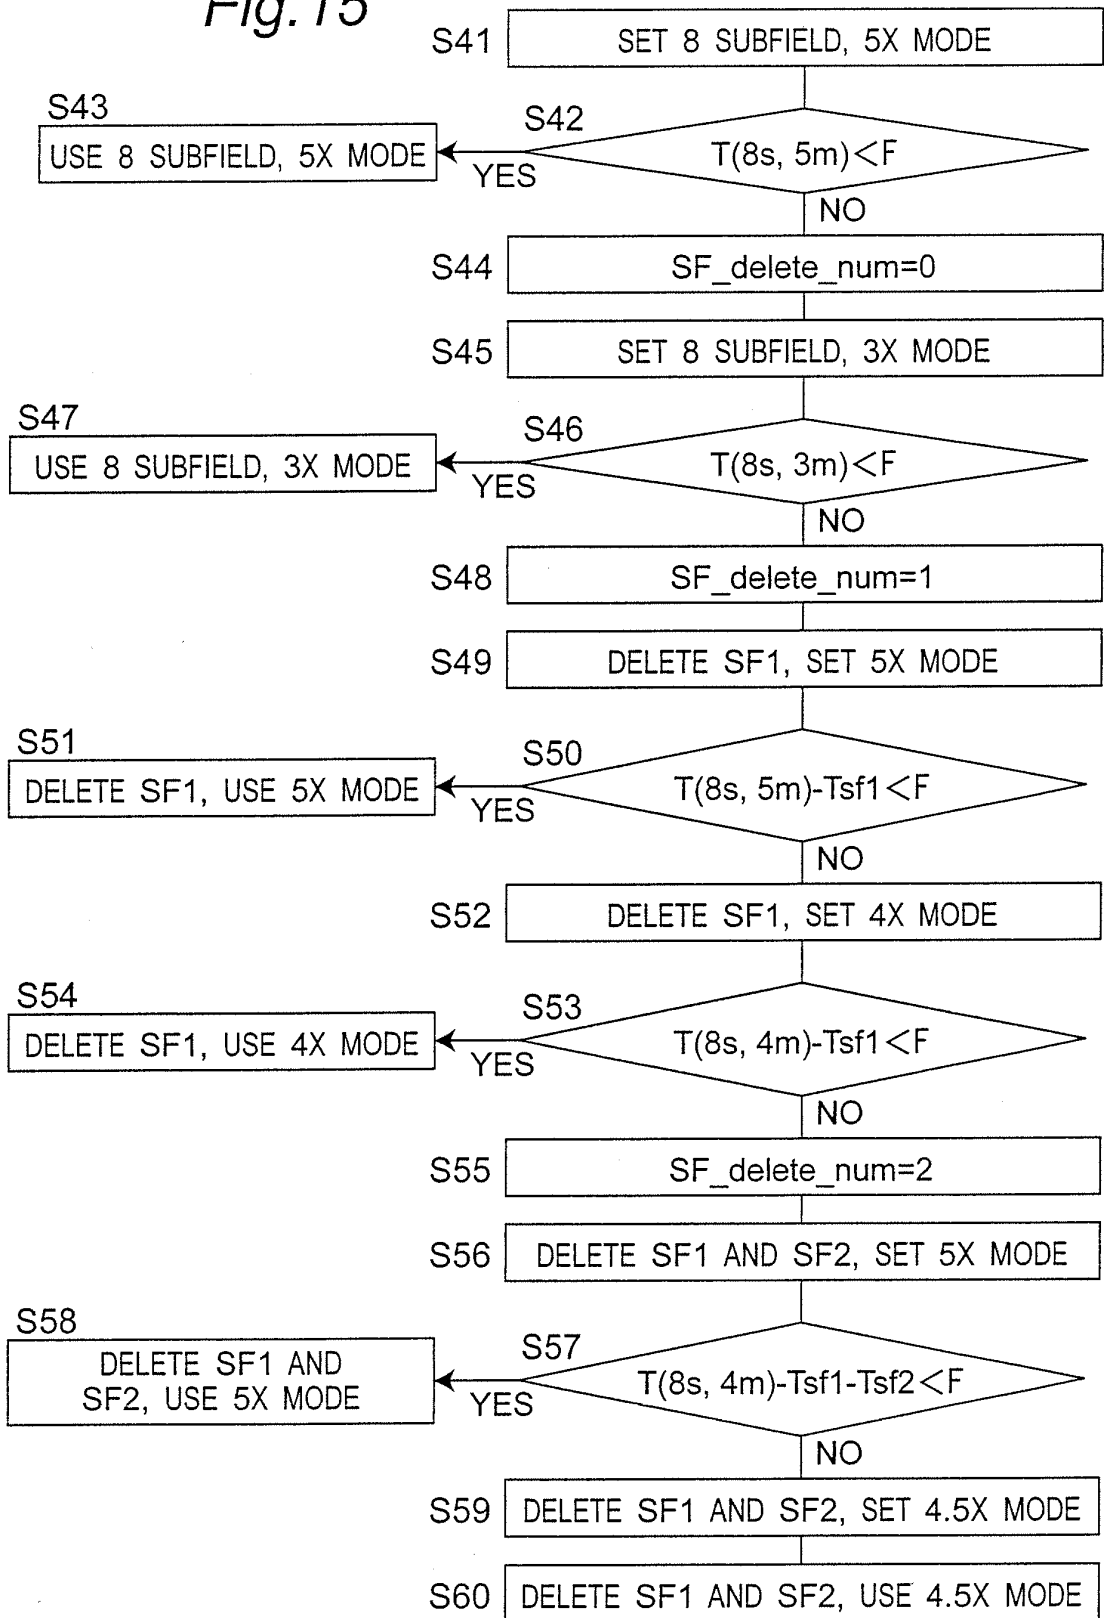 Fig. 15
S41
SET 8 SUBFIELD, 5X MODE
S43
USE 8 SUBFIELD, 5X MODE
S42
T(8s, 5m)<F
YES
NO
S44
SF_delete_num=0
S45
SET 8 SUBFIELD, 3X MODE
S47
USE 8 SUBFIELD, 3X MODE
S46
T(8s, 3m)<F
YES
NO
S48
SF_delete_num=1
S49
DELETE SF1, SET 5X MODE
S51
DELETE SF1, USE 5X MODE
S50
T(8s, 5m)-Tsf1<F
YES
NO
S52
DELETE SF1, SET 4X MODE
S54
DELETE SF1, USE 4X MODE
S53
T(8s, 4m)-Tsf1<F
YES
NO
S55
SF_delete_num=2
S56
DELETE SF1 AND SF2, SET 5X MODE
S58
DELETE SF1 AND
SF2, USE 5X MODE
S57
T(8s, 4m)-Tsf1-Tsf2<F
YES
NO
S59
DELETE SF1 AND SF2, SET 4.5X MODE
S60
DELETE SF1 AND SF2, USE 4.5X MODE